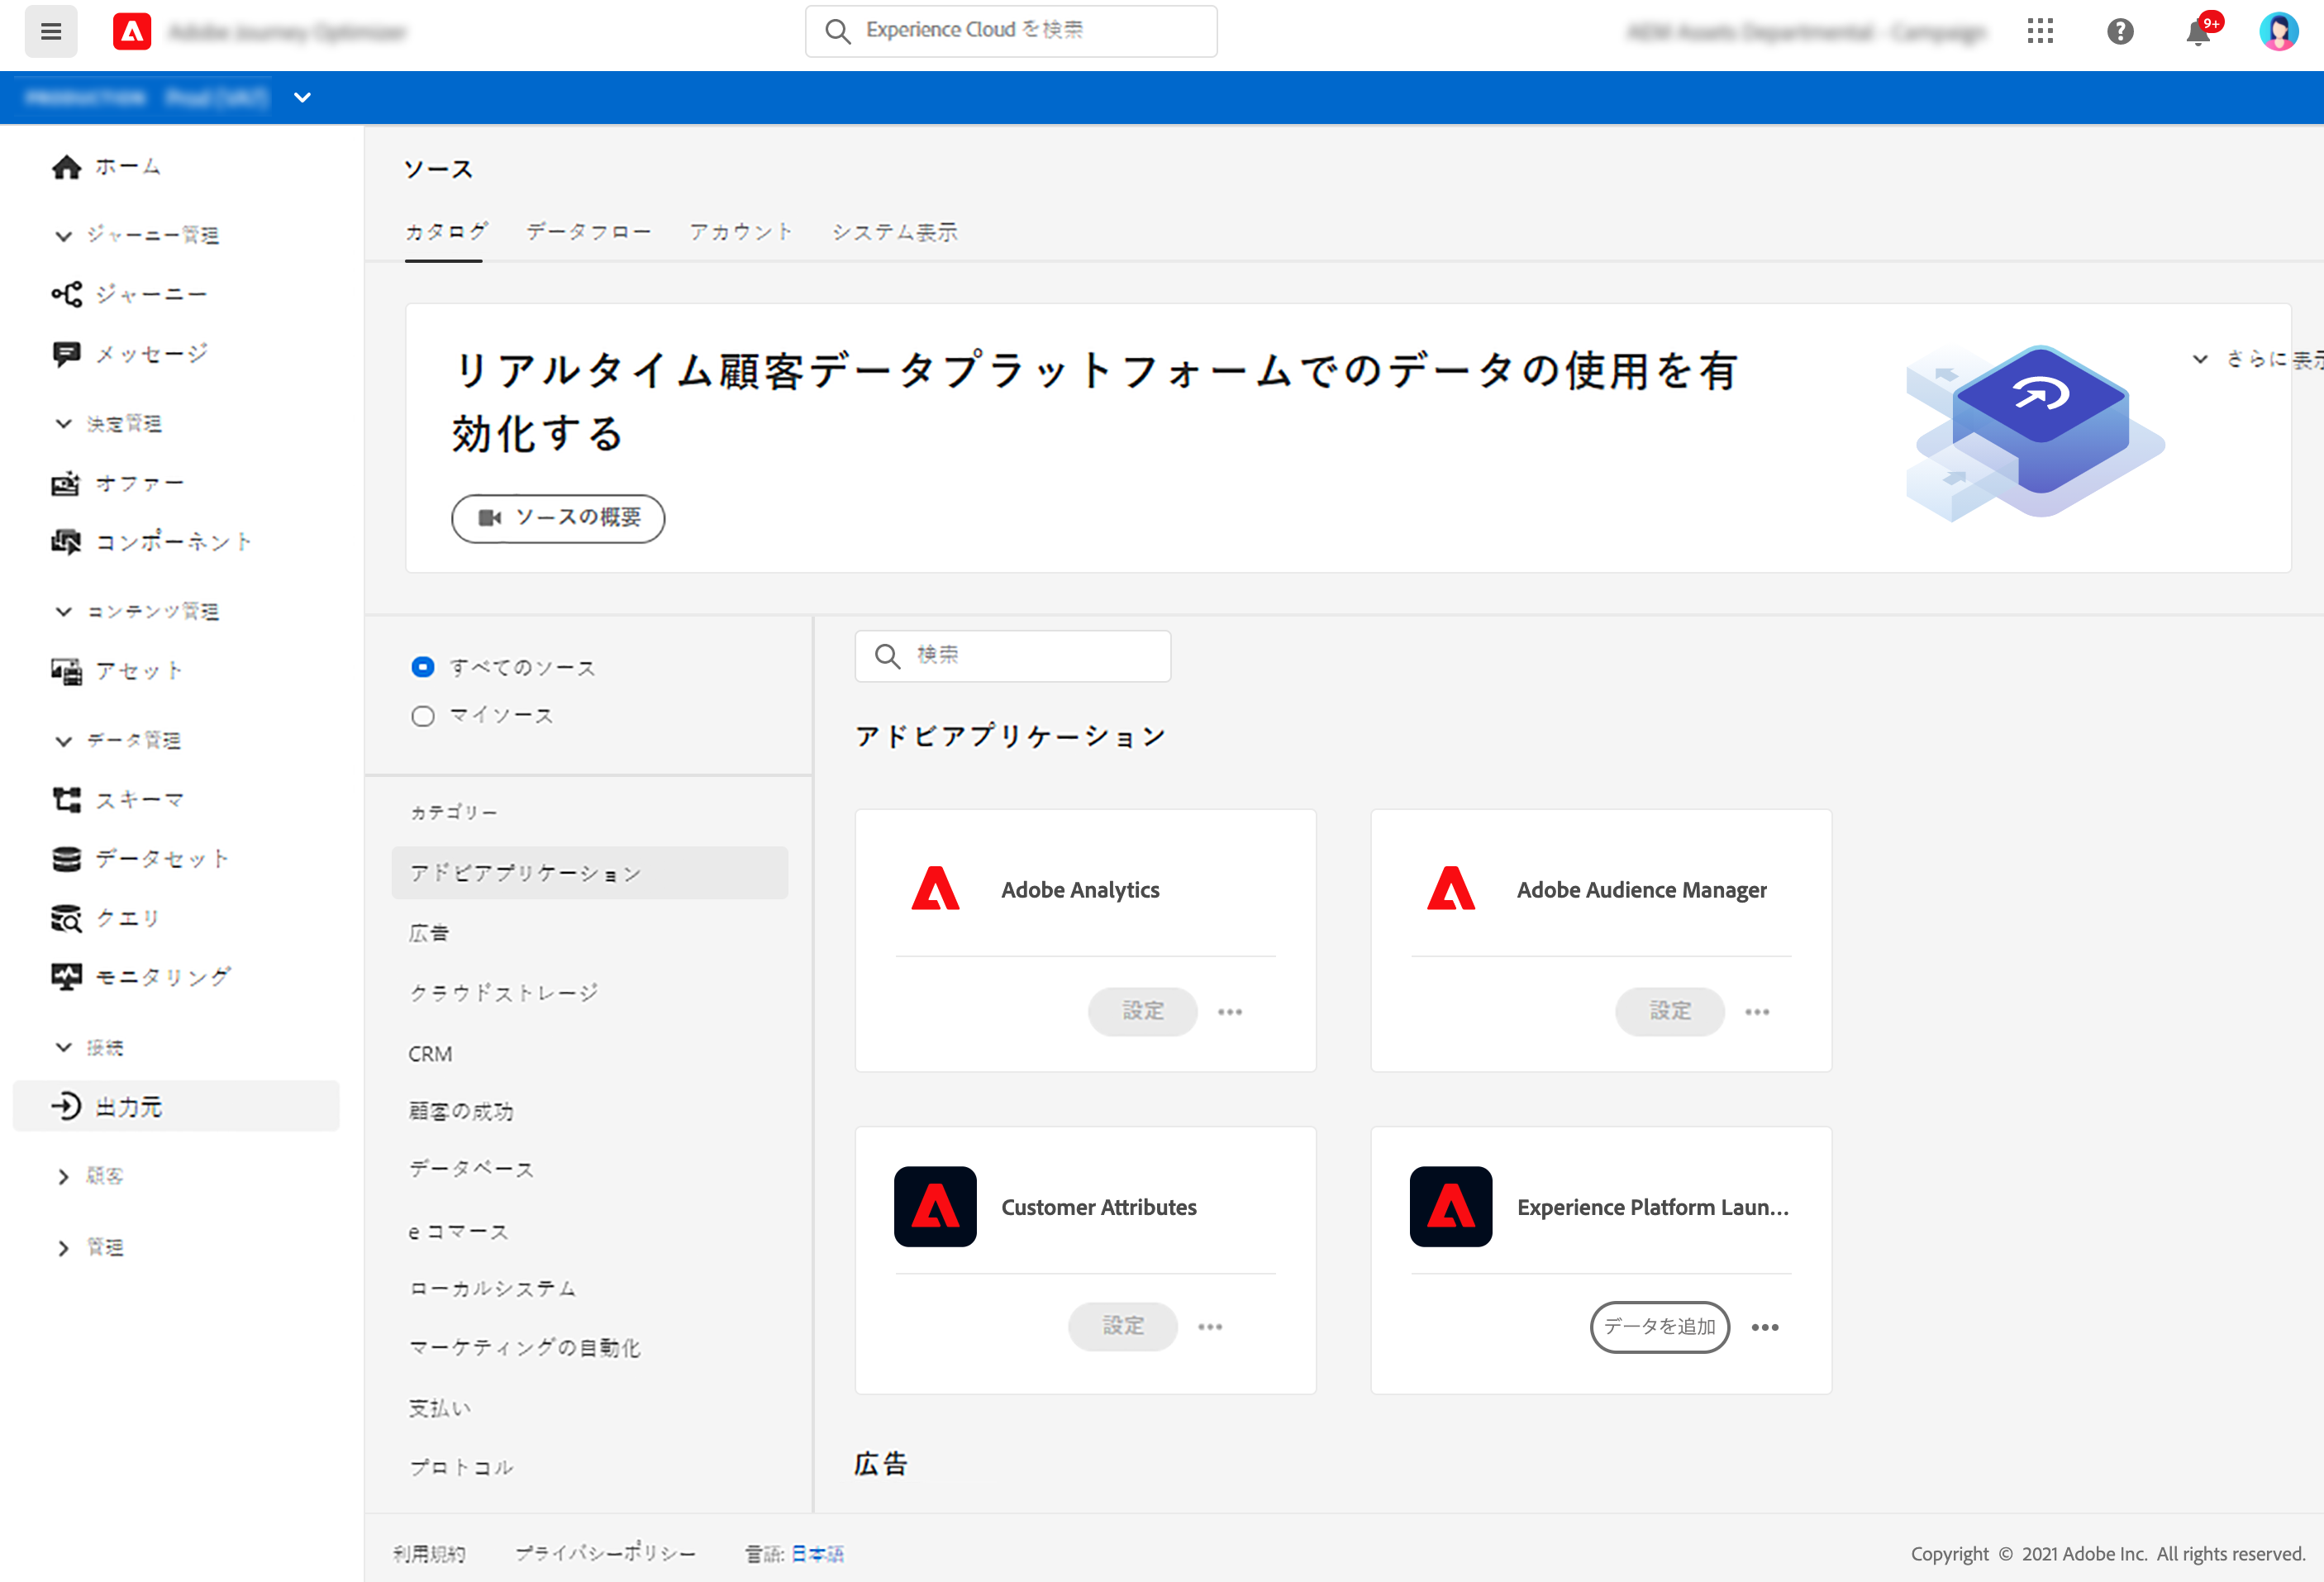 Experience Cloud を検索
9+
ホーム
ジャーニー管理
ジャーニー
メッセージ
決定管理
オファー
コンポーネント
コンテンツ管理
アセット
データ管理
スキーマ
データセット
クエリ
モニタリング
接続
出力元
顧客
管理
ソース
カタログ
データフロー
アカウント
システム表示
リアルタイム顧客データプラットフォームでのデータの使用を有
効化する
ソースの概要
さらに表示
すべてのソース
マイソース
カテゴリー
アドビアプリケーション
広告
クラウドストレージ
CRM
顧客の成功
データベース
e コマース
ローカルシステム
マーケティングの自動化
支払い
プロトコル
検索
アドビアプリケーション
Adobe Analytics
設定
Adobe Audience Manager
設定
Customer Attributes
設定
Experience Platform Laun...
データを追加
広告
利用規約
プライバシーポリシー
言語: 日本語
Copyright © 2021 Adobe Inc. All rights reserved.